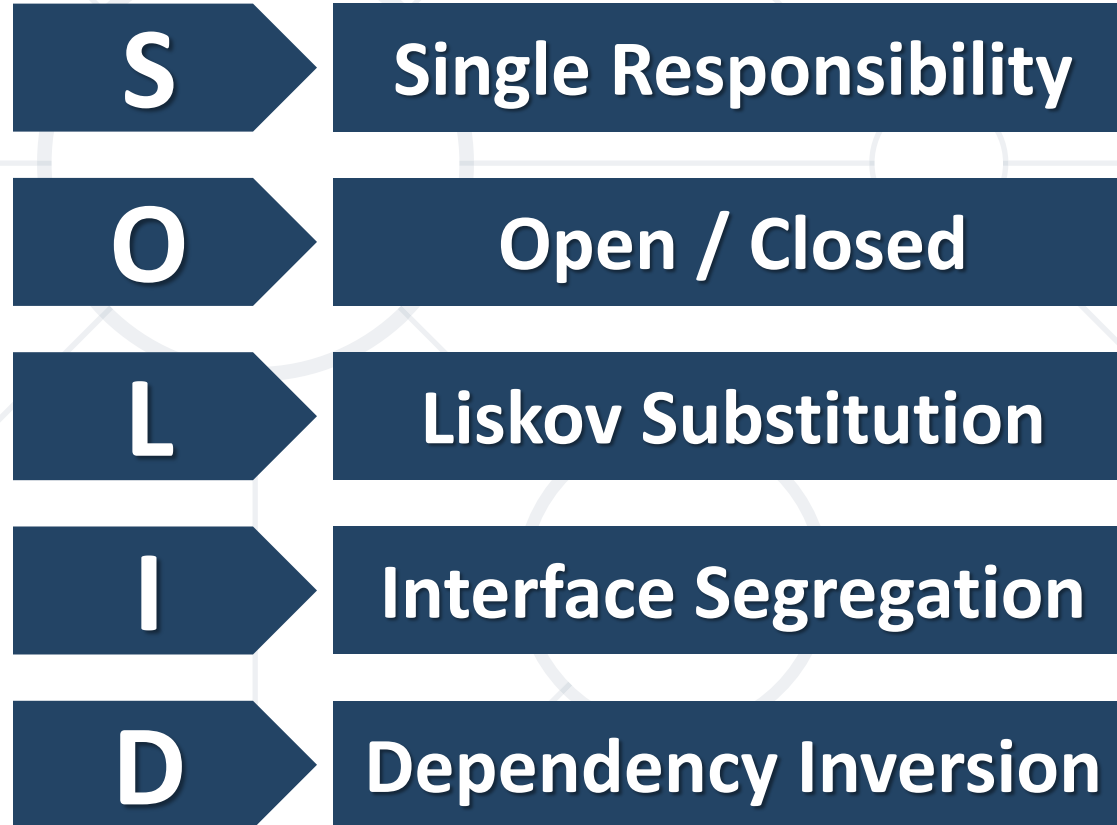 S
Single Responsibility
O
Open / Closed
L
Liskov Substitution
I
Interface Segregation
D
Dependency Inversion